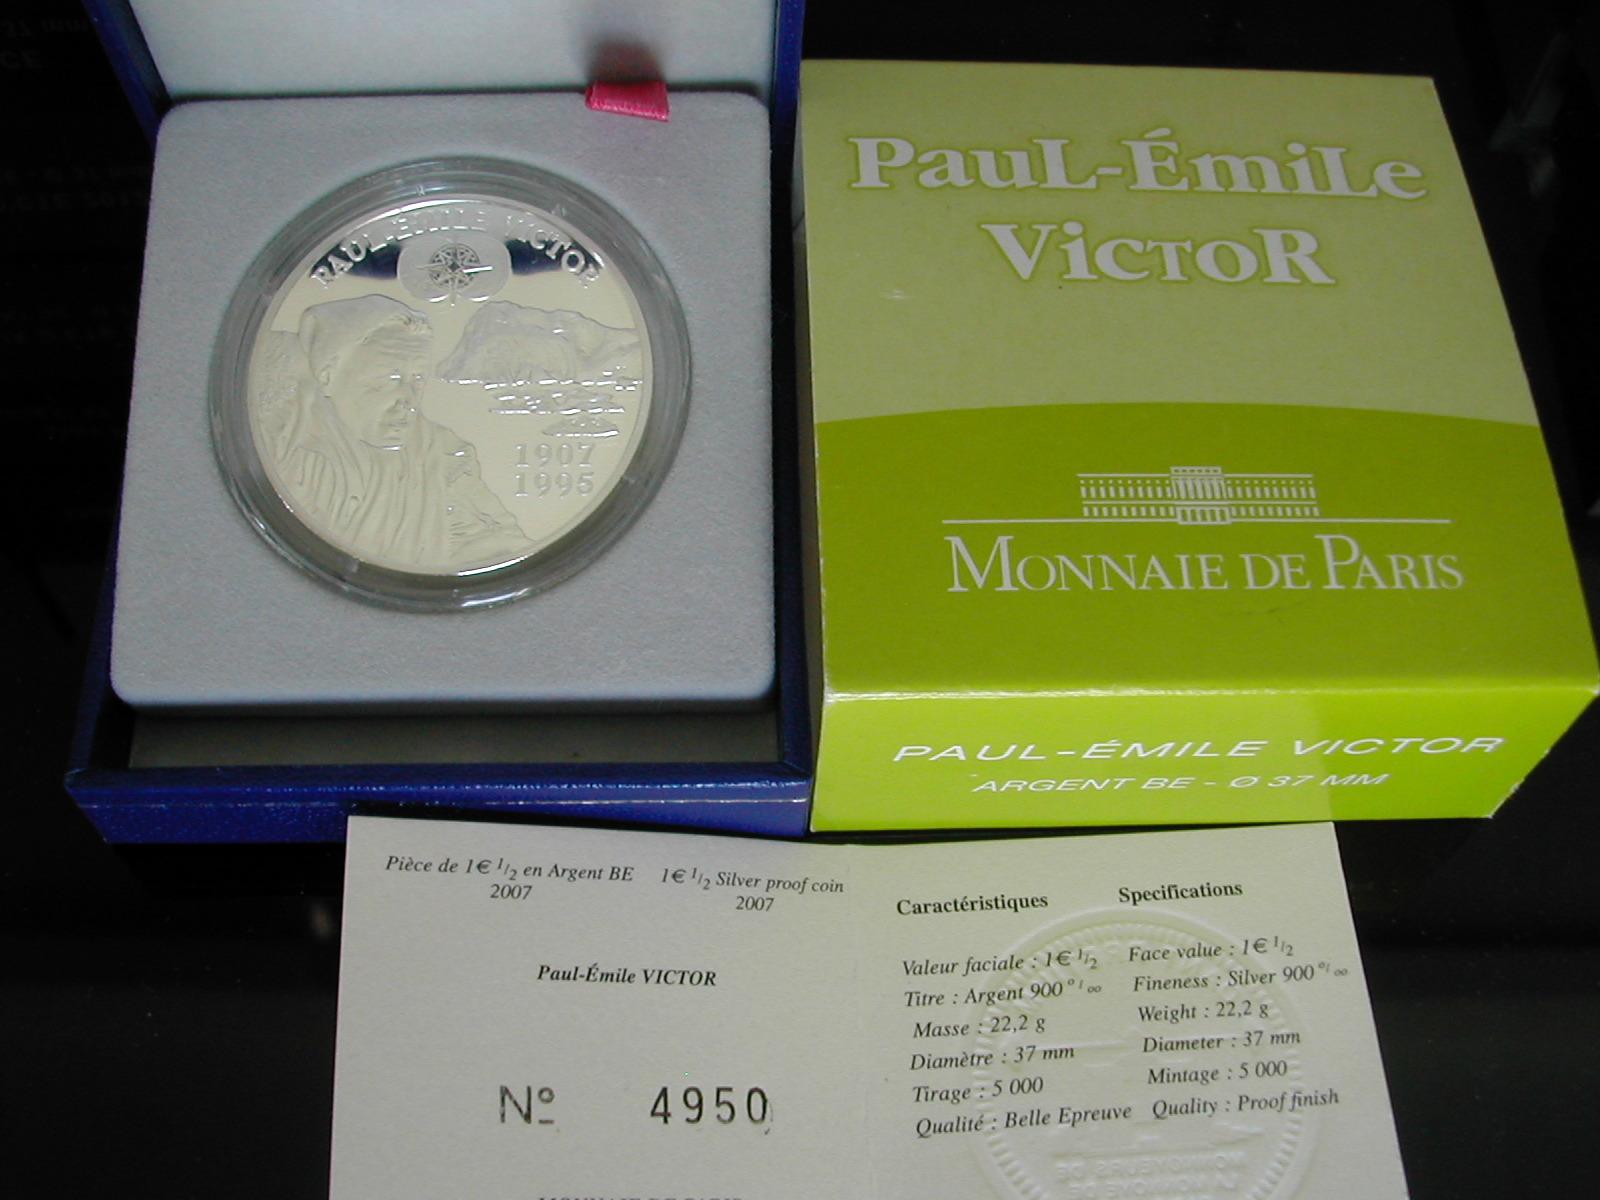 PAUL-ÉMILE VICTOR
1907
1995
PAUL-ÉMILE
VICTOR
MONNAIE DE PARIS
PAUL-ÉMILE VICTOR
ARGENT BE - Ø 37 MM
Pièce de 1€ 1/2 en Argent BE
2007
1€ 1/2 Silver proof coin
2007
Paul-Émile VICTOR
Nº 4950
Caractéristiques
Valeur faciale : 1€ 1/2
Titre : Argent 900 °/°°
Masse : 22,2 g
Diamètre : 37 mm
Tirage : 5 000
Qualité : Belle Epreuve
Specifications
Face value : 1€ 1/2
Fineness : Silver 900 °/°°
Weight : 22,2 g
Diameter : 37 mm
Mintage : 5 000
Quality : Proof finish